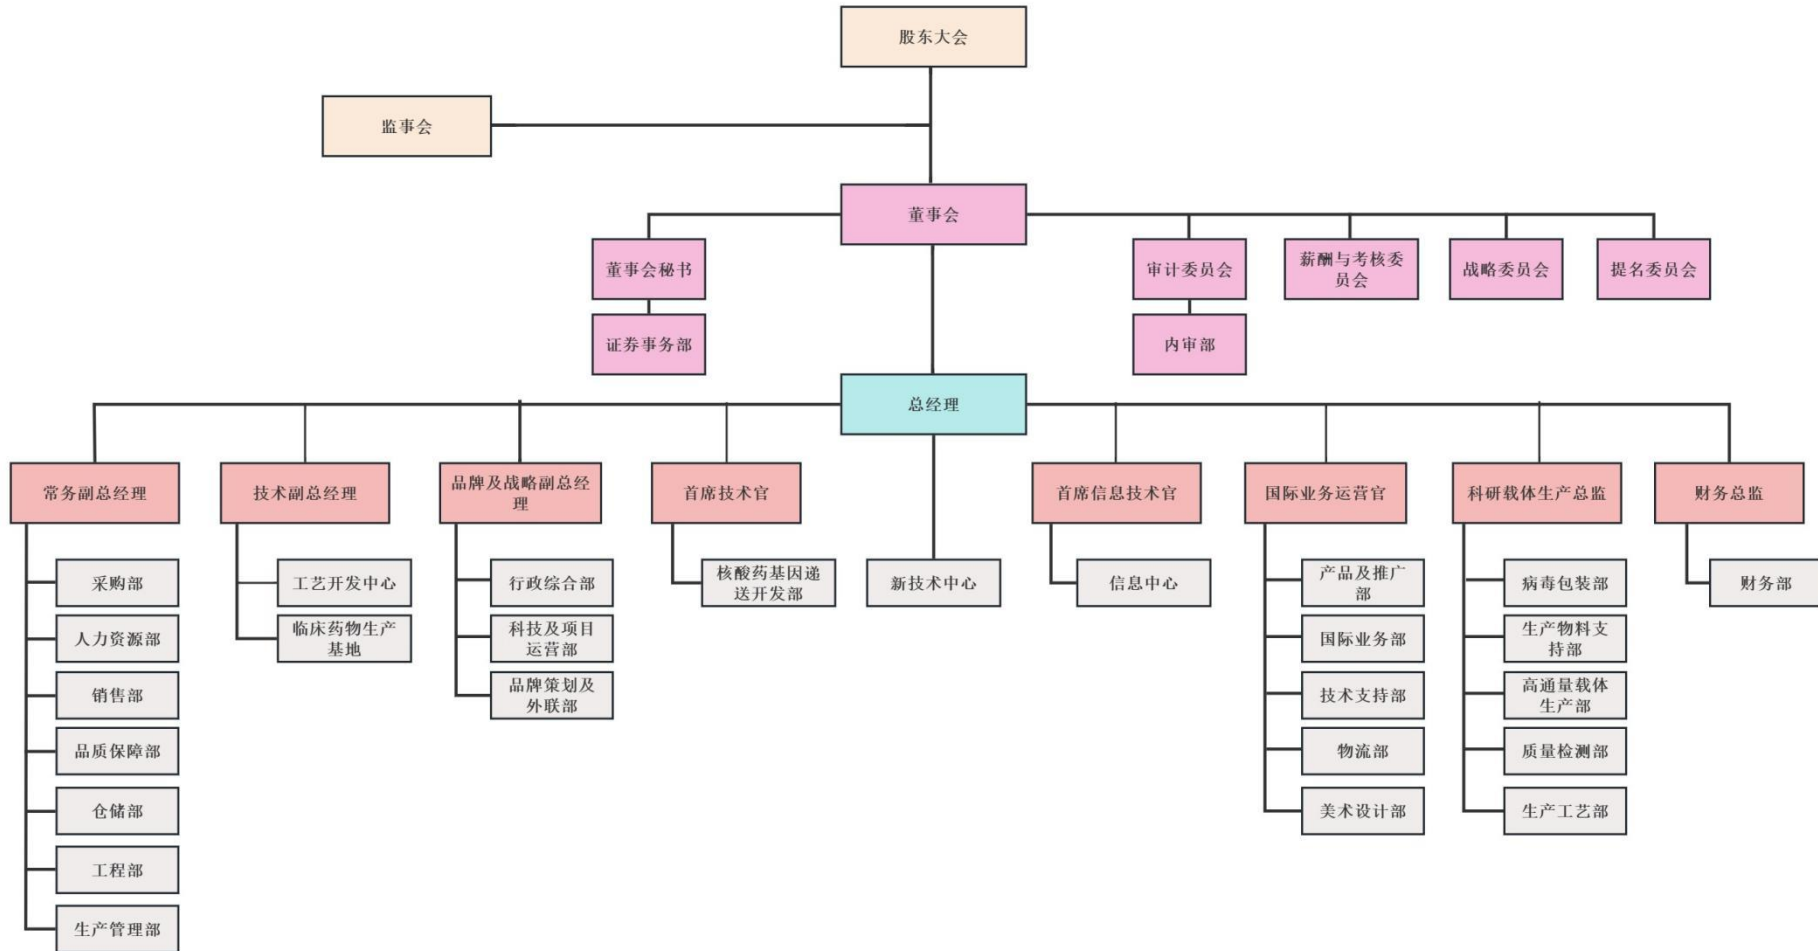 股东大会
监事会
董事会
董事会秘书
审计委员会
薪酬与考核委
员会
战略委员会
提名委员会
证券事务部
内审部
总经理
常务副总经理
技术副总经理
品牌及战略副总经
理
首席技术官
首席信息技术官
国际业务运营官
科研载体生产总监
财务总监
采购部
人力资源部
销售部
品质保障部
仓储部
工程部
生产管理部
工艺开发中心
临床药物生产
基地
行政综合部
科技及项目
运营部
品牌策划及
外联部
核酸药基因递
送开发部
新技术中心
信息中心
产品及推广
部
国际业务部
技术支持部
物流部
美术设计部
病毒包装部
生产物料支
持部
高通量载体
生产部
质量检测部
生产工艺部
财务部